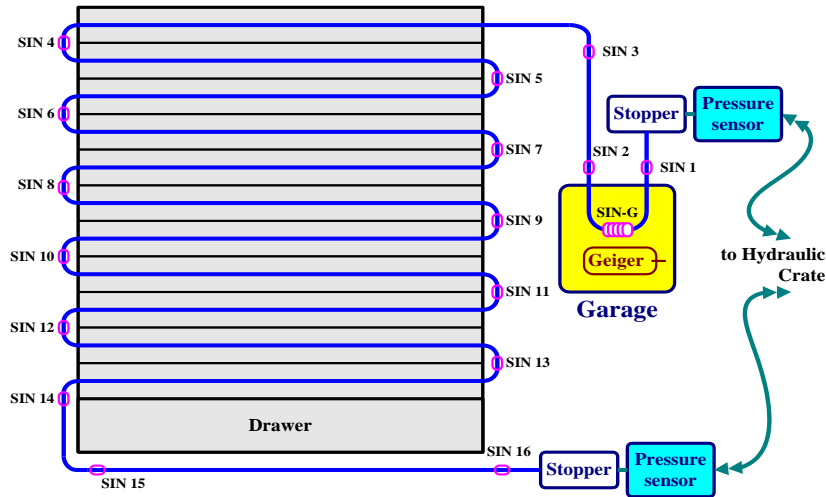 SIN 4
SIN 3
SIN 5
Stopper
Pressure
sensor
SIN 6
SIN 7
SIN 2
SIN 1
SIN 8
SIN-G
SIN 9
Geiger
to Hydraulic
Crate
SIN 10
SIN 11
Garage
SIN 12
SIN 13
SIN 14
Drawer
SIN 16
SIN 15
Stopper
Pressure
sensor